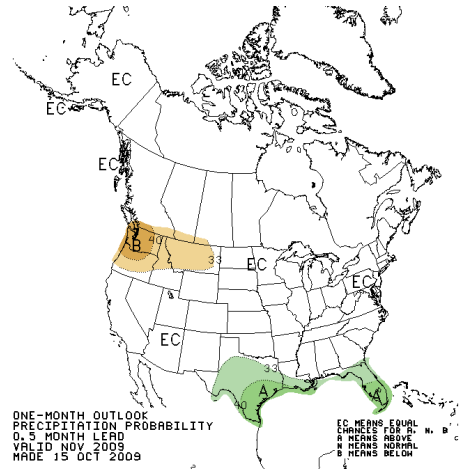 EC
EC
EC
B
40
33
EC
EC
EC
33
A
40
A
ONE-MONTH OUTLOOK
PRECIPITATION PROBABILITY
0.5 MONTH LEAD
VALID NOV 2009
MADE 15 OCT 2009
EC MEANS EQUAL
CHANCES FOR A, N, B
A MEANS ABOVE
N MEANS NORMAL
B MEANS BELOW